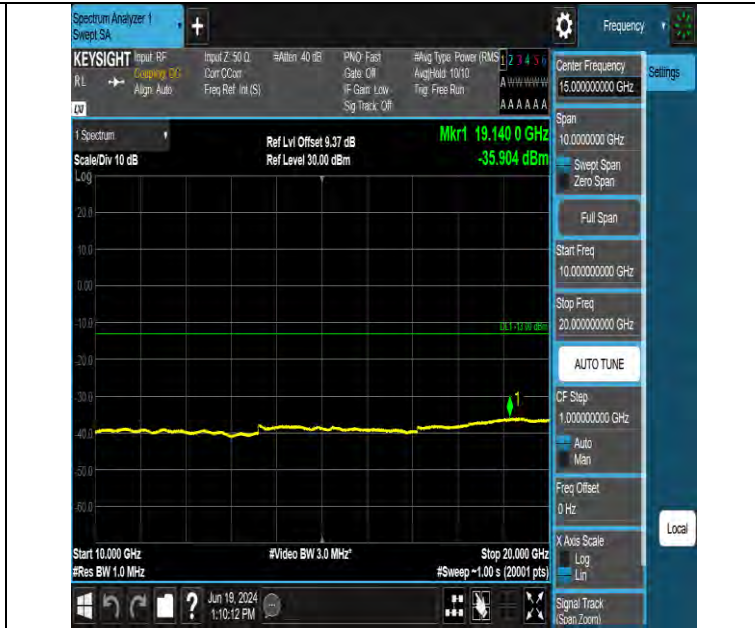 Spectrum Analyzer 1
Swept SA
Frequency
KEYSIGHT
Input: RF
Coupling: DC
Align: Auto
Input Z: 50 Ω
Corr CCorr
Freq Ref: Int (S)
#Atten: 40 dB
PNO: Fast
Gate: Off
IF Gain: Low
Sig Track: Off
#Avg Type: Power (RMS
Avg|Hold: 10/10
Trig: Free Run
1 2 3 4 5 6
A W W W W W
A A A A A A
RL
LXI
1 Spectrum
Scale/Div 10 dB
Log
Ref Lvl Offset 9.37 dB
Ref Level 30.00 dBm
Mkr1 19.140 0 GHz
-35.904 dBm
20.0
10.0
0.00
-10.0
DL1 -13.00 dBm
-20.0
-30.0
1
-40.0
-50.0
-60.0
Start 10.000 GHz
#Res BW 1.0 MHz
#Video BW 3.0 MHz*
Stop 20.000 GHz
#Sweep ~1.00 s (20001 pts)
Jun 19, 2024
1:10:12 PM
Center Frequency
15.000000000 GHz
Settings
Span
10.0000000 GHz
Swept Span
Zero Span
Full Span
Start Freq
10.000000000 GHz
Stop Freq
20.000000000 GHz
AUTO TUNE
CF Step
1.000000000 GHz
Auto
Man
Freq Offset
0 Hz
X Axis Scale
Log
Lin
Local
Signal Track
(Span Zoom)